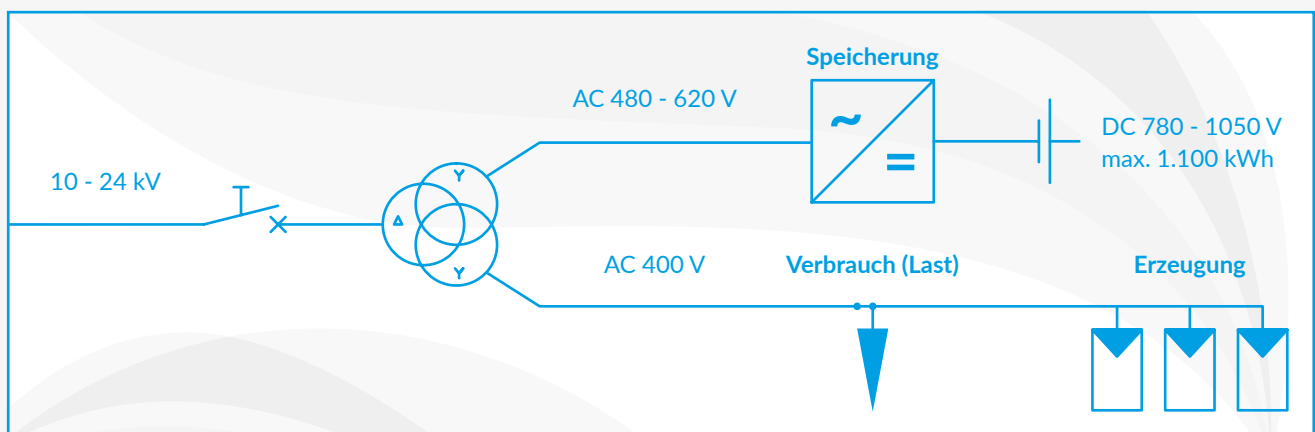 Speicherung
AC 480 - 620 V
~
=
DC 780 - 1050 V
max. 1.100 kWh
10 - 24 kV
Y
Δ
Y
AC 400 V
Verbrauch (Last)
Erzeugung